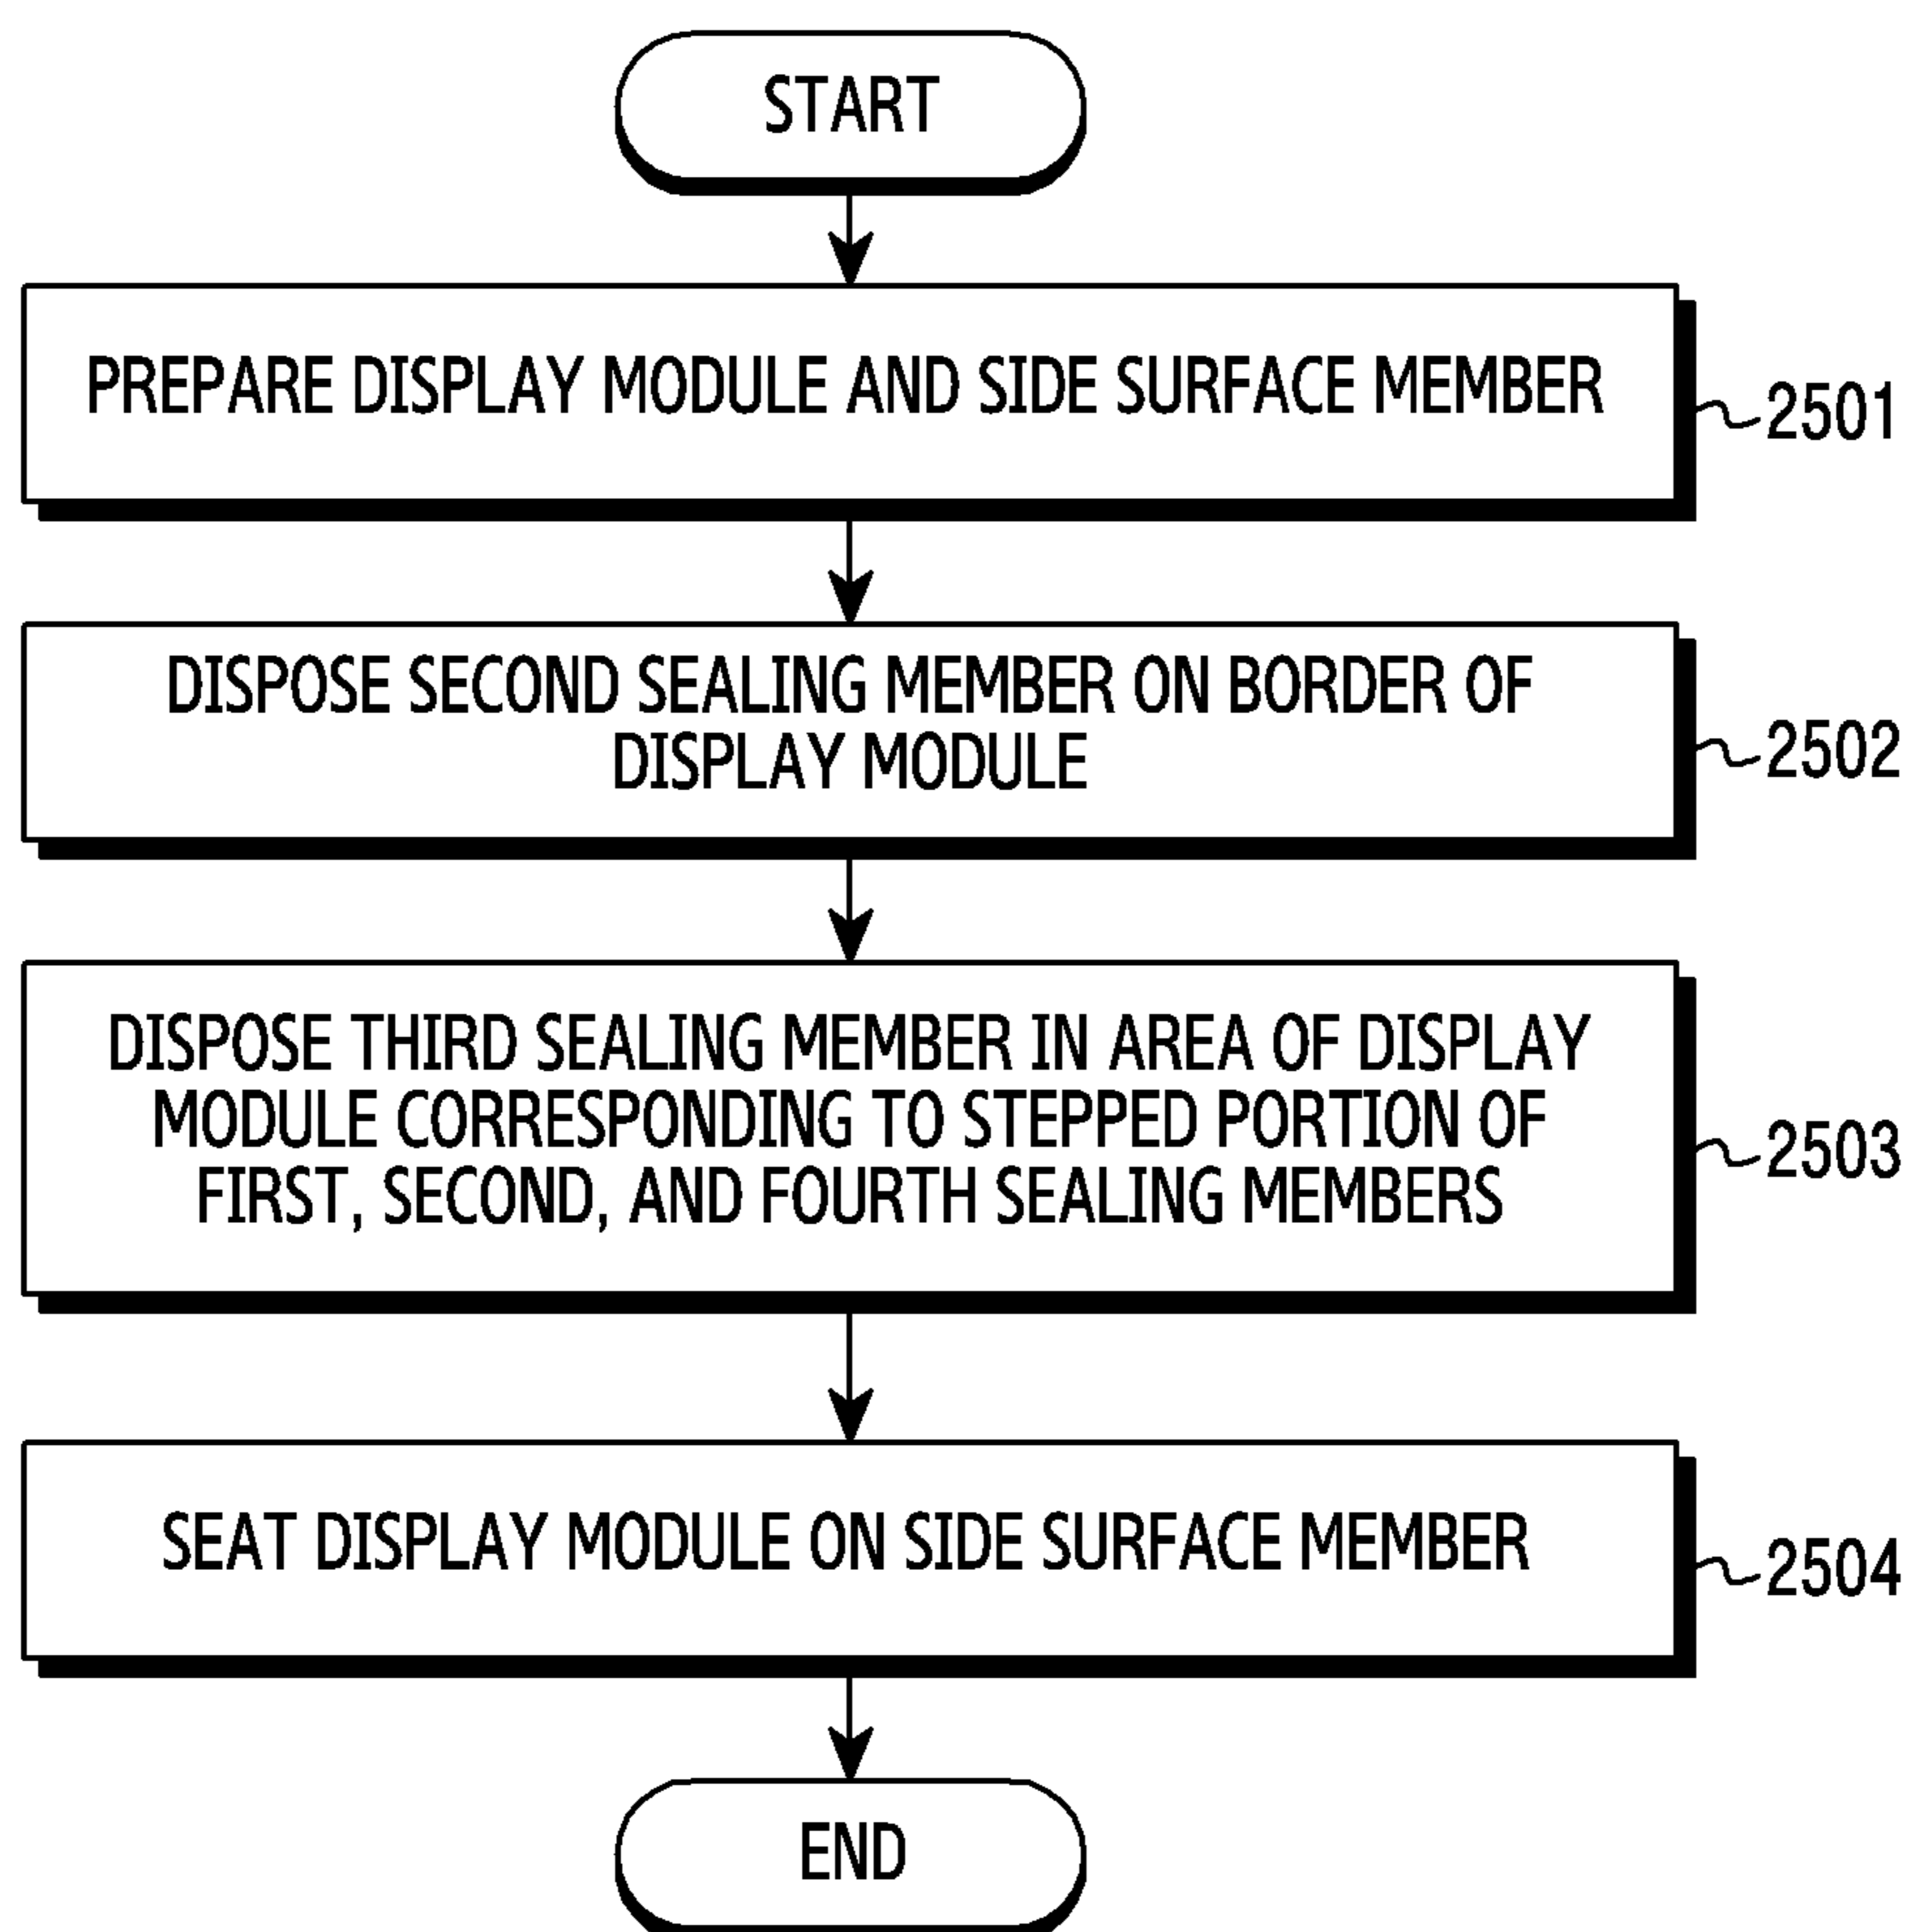 START
PREPARE DISPLAY MODULE AND SIDE SURFACE MEMBER
2501
DISPOSE SECOND SEALING MEMBER ON BORDER OF
DISPLAY MODULE
2502
DISPOSE THIRD SEALING MEMBER IN AREA OF DISPLAY
MODULE CORRESPONDING TO STEPPED PORTION OF
FIRST, SECOND, AND FOURTH SEALING MEMBERS
2503
SEAT DISPLAY MODULE ON SIDE SURFACE MEMBER
2504
END